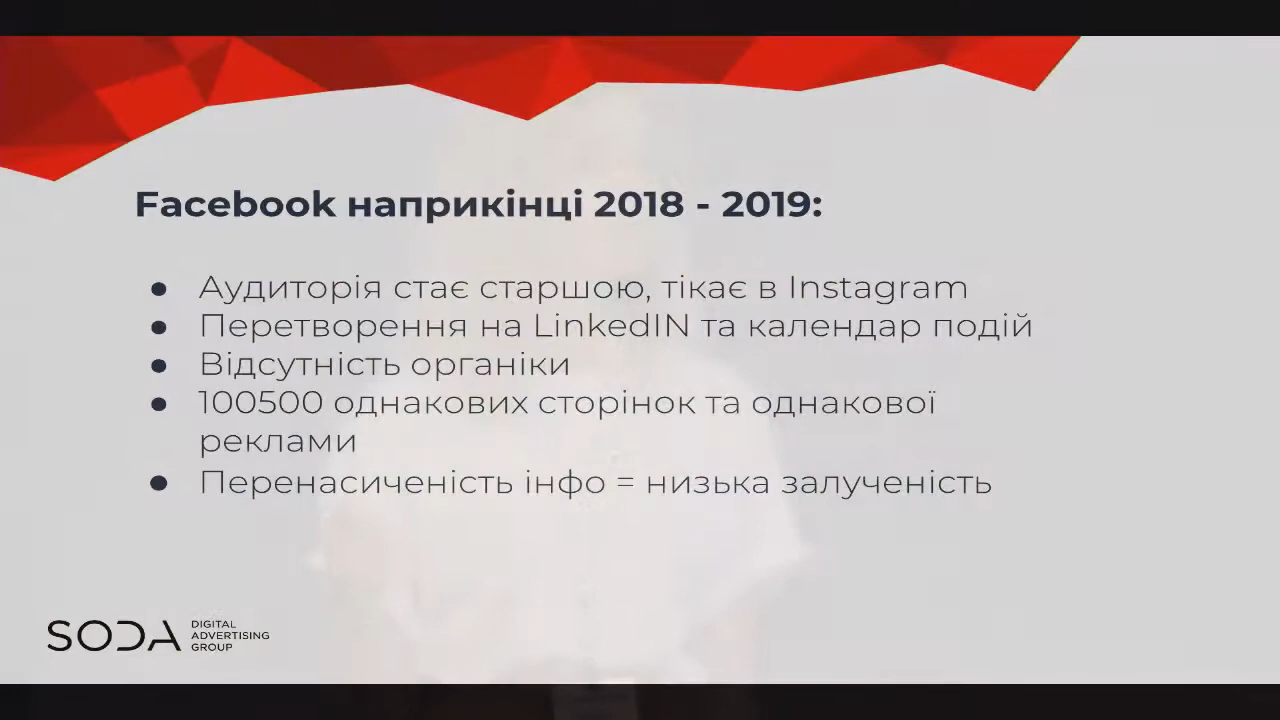 Facebook наприкінці 2018 - 2019:
● Аудиторія стає старшою, тікає в Instagram
● Перетворення на LinkedIN та календар подій
● Відсутність органіки
● 100500 однакових сторінок та однакової
реклами
● Перенасиченість інфо = низька залученість
SODA
DIGITAL
ADVERTISING
GROUP